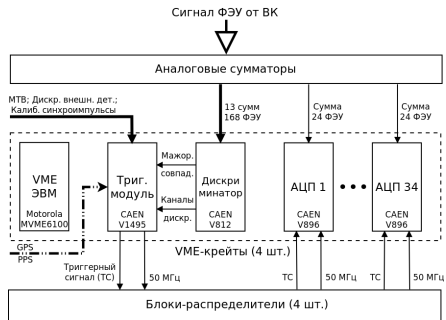 Сигнал ФЭУ от ВК
Аналоговые сумматоры
МТВ; Дискр. внешн. дет.;
Калиб. синхроимпульсы
13 сумм
168 ФЭУ
Сумма
24 ФЭУ
Сумма
24 ФЭУ
VME
ЭВМ
Motorola
MVME6100
Триг.
модуль
CAEN
V1495
Мажор.
совпад.
Каналы
дискр.
Дискри
минатор
CAEN
V812
АЦП 1
CAEN
V896
АЦП 34
CAEN
V896
GPS
PPS
VME-крейты (4 шт.)
Триггерный
сигнал (ТС)
50 МГц
ТС
50 МГц
ТС
50 МГц
Блоки-распределители (4 шт.)